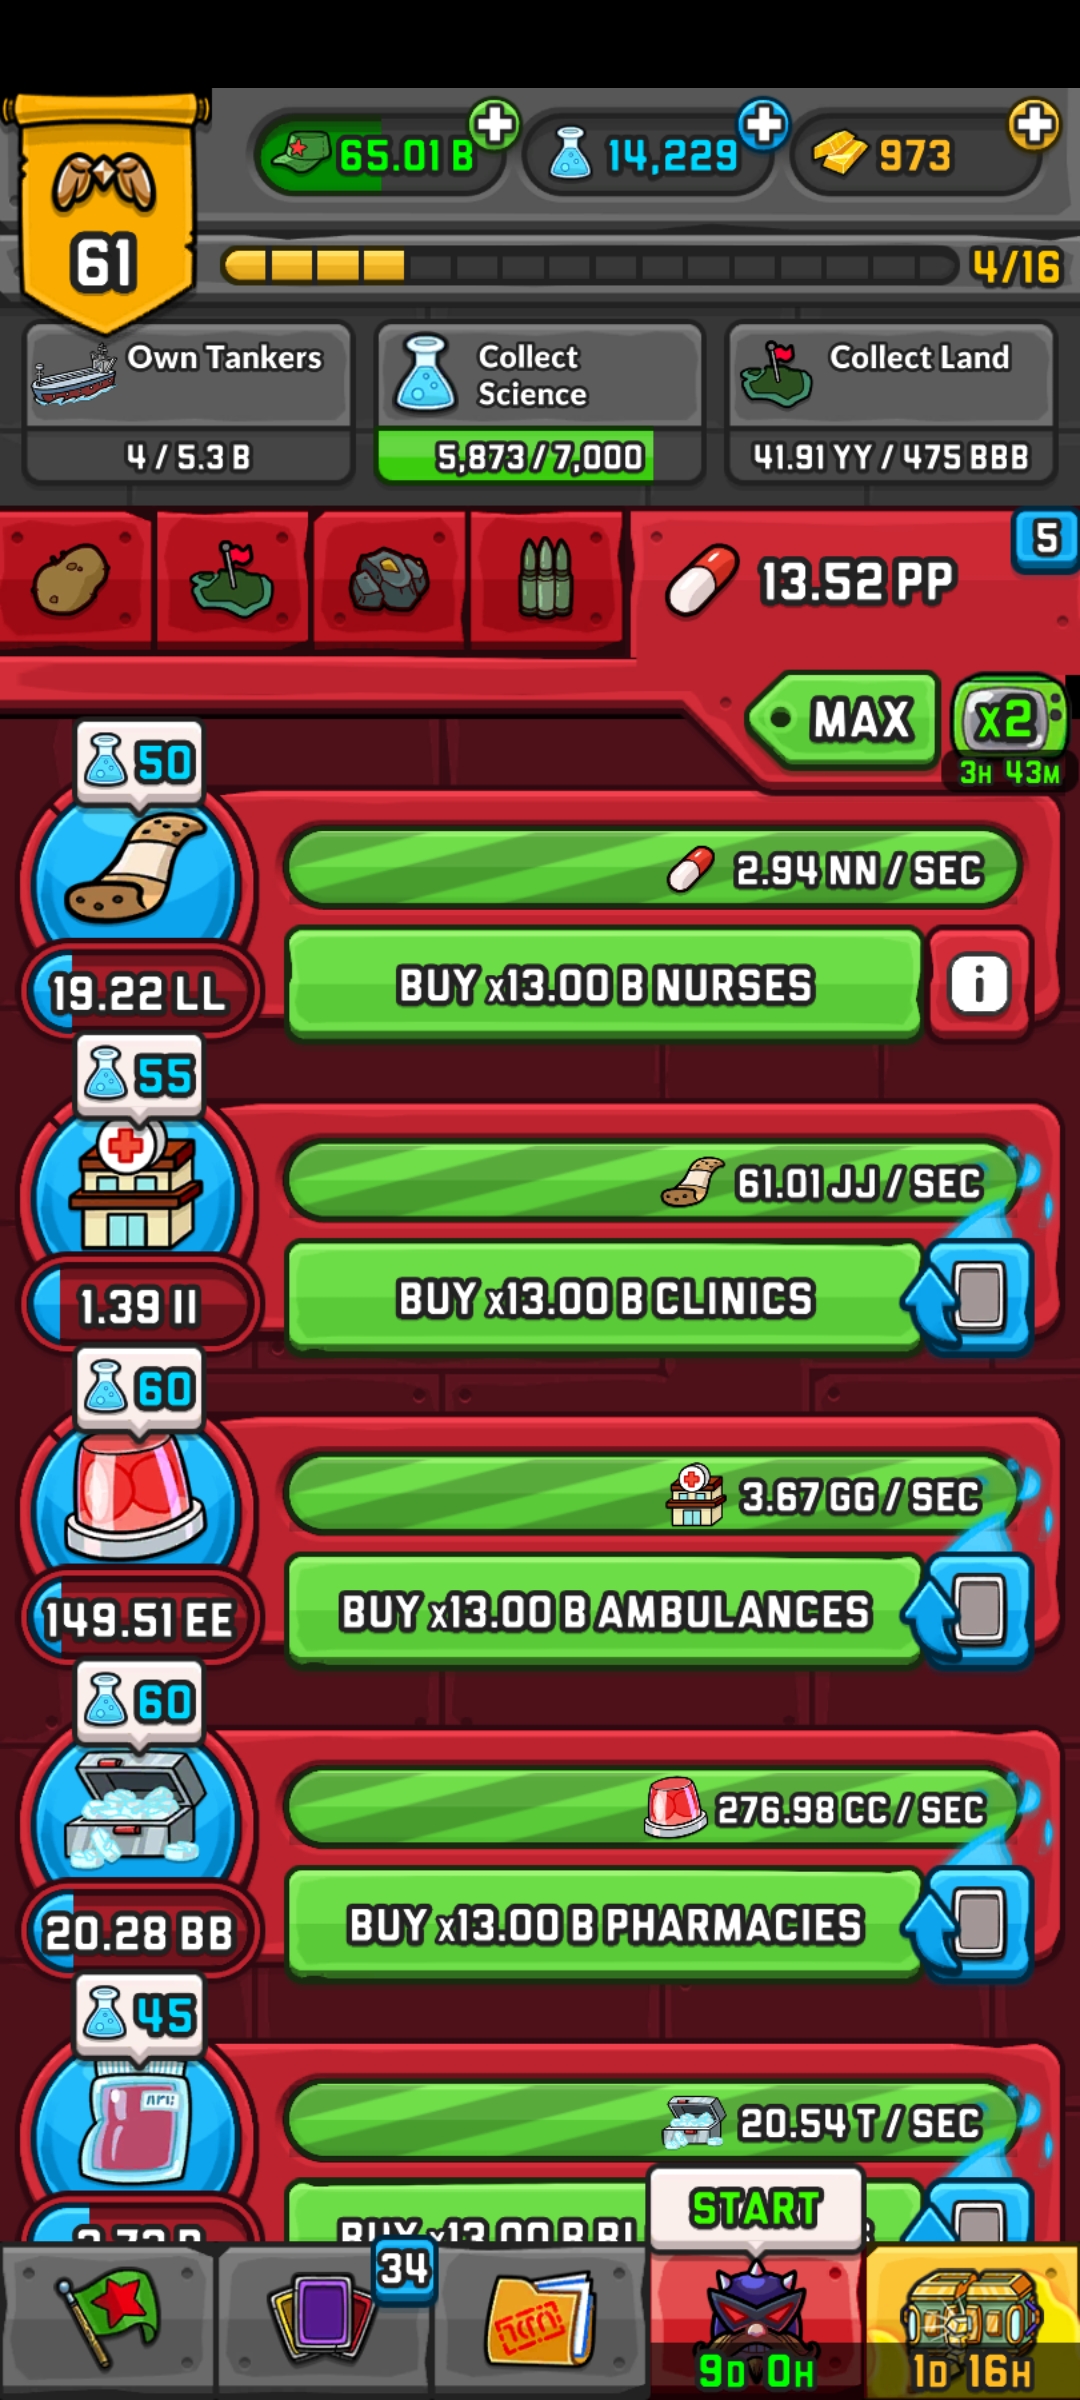 65.01 B
14,229
973
61
4/16
Own Tankers
4 / 5.3 B
Collect
Science
5,873 / 7,000
Collect Land
41.91 YY / 475 BBB
13.52 PP
5
MAX
x2
3H 43M
50
2.94 NN / SEC
19.22 LL
BUY x13.00 B NURSES
i
55
61.01 JJ / SEC
1.39 II
BUY x13.00 B CLINICS
60
3.67 GG / SEC
149.51 EE
BUY x13.00 B AMBULANCES
60
276.98 CC / SEC
20.28 BB
BUY x13.00 B PHARMACIES
45
20.54 T / SEC
BUY x13.00 B
START
34
9D 0H
1D 16H